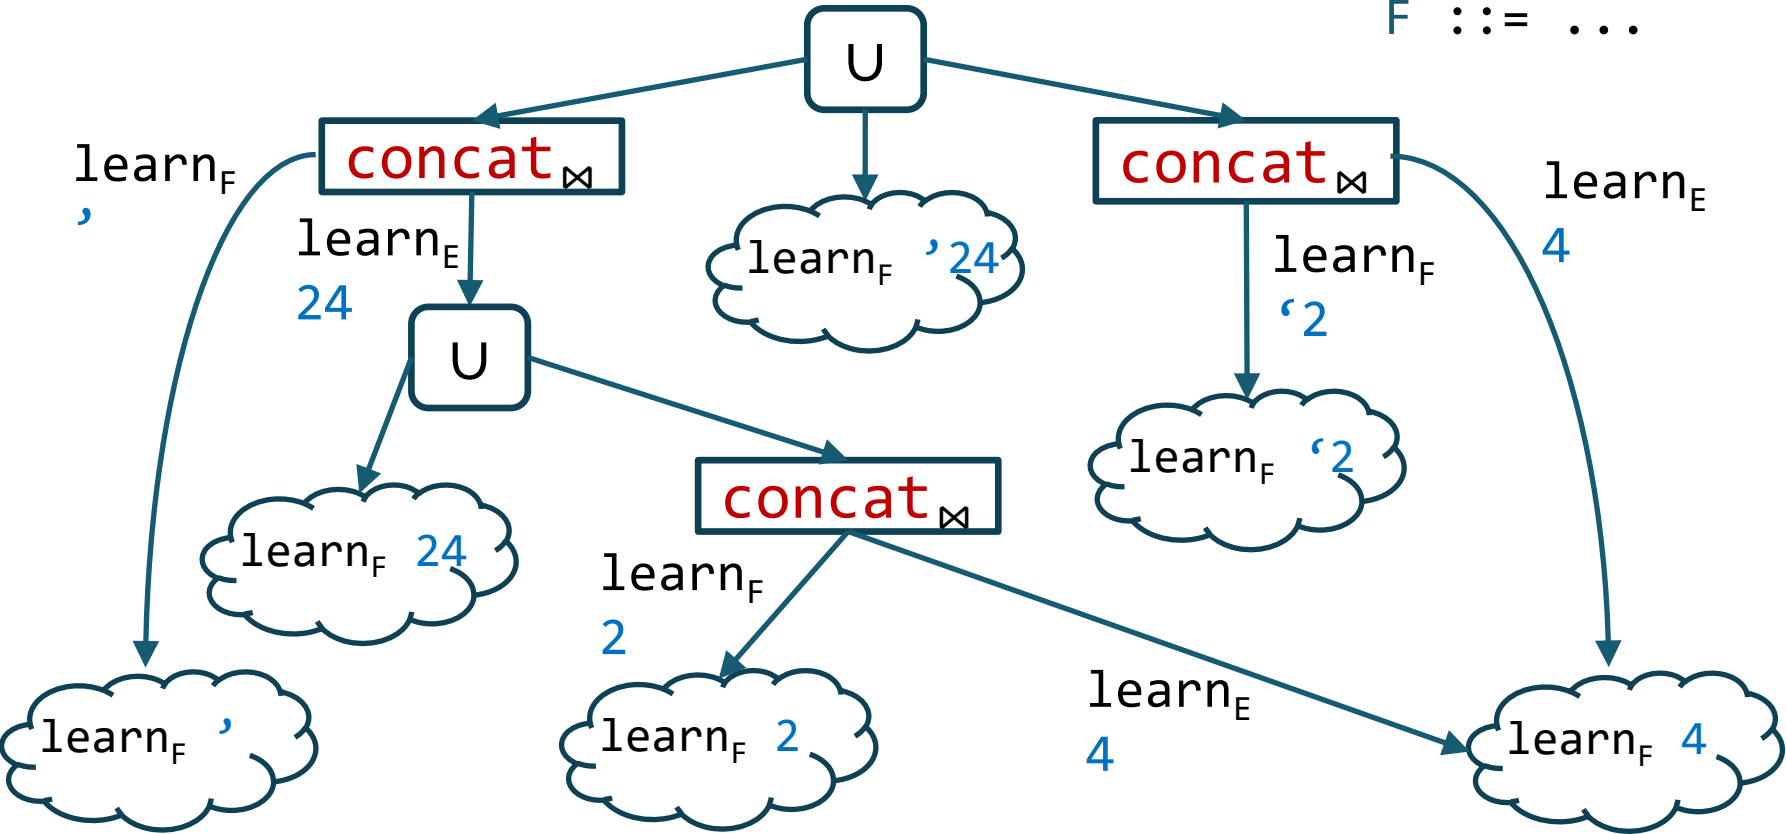 F ::= ...
∪
concat⋈
concat⋈
learnF
’
learnE
24
learnF ’24
learnF
‘2
learnE
4
∪
learnF ‘2
concat⋈
learnF 24
learnF
2
learnE
4
learnF ’
learnF 2
learnF 4